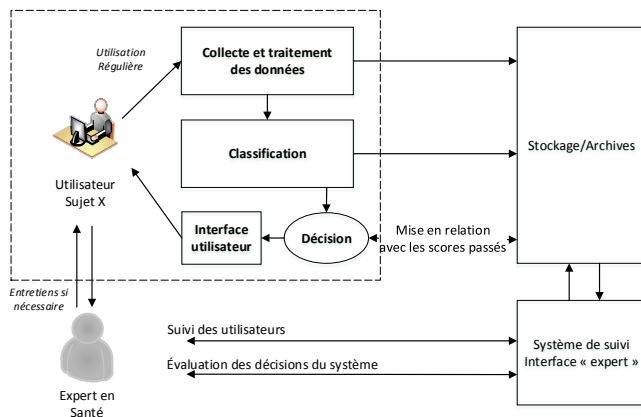 Utilisation
Régulière
Collecte et traitement
des données
Classification
Stockage/Archives
Utilisateur
Sujet X
Interface
utilisateur
Décision
Mise en relation
avec les scores passés
Entretiens si
nécessaire
Suivi des utilisateurs
Évaluation des décisions du système
Système de suivi
Interface « expert »
Expert en
Santé